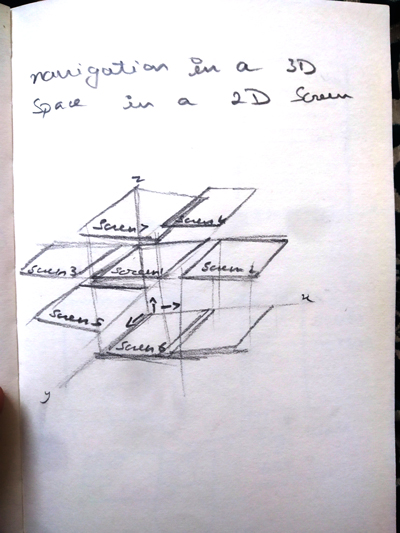 navigation in a 3D
Space in a 2D Screen
z
Screen 7
Screen 4
Screen 3
Screen 1
Screen 2
x
Screen 5
Screen 6
y